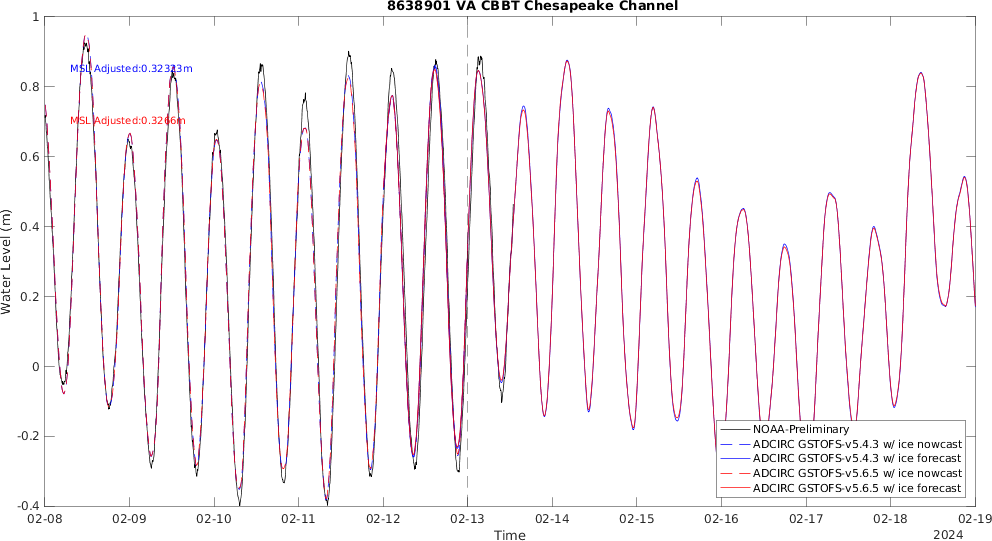 8638901 VA CBBT Chesapeake Channel
1
0.8
0.6
0.4
0.2
0
-0.2
-0.4
Water Level (m)
MSL Adjusted:0.32323m
MSL Adjusted:0.3266m
NOAA-Preliminary
ADCIRC GSTOFS-v5.4.3 w/ ice nowcast
ADCIRC GSTOFS-v5.4.3 w/ ice forecast
ADCIRC GSTOFS-v5.6.5 w/ ice nowcast
ADCIRC GSTOFS-v5.6.5 w/ ice forecast
02-08 02-09 02-10 02-11 02-12 02-13 02-14 02-15 02-16 02-17 02-18 02-19
Time
2024